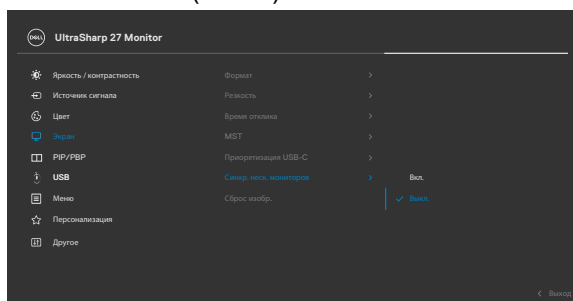 DELL UltraSharp 27 Monitor
Яркость / контрастность
Источник сигнала
Цвет
Экран
PIP/PBP
USB
Меню
Персонализация
Другое
Формат
Резкость
Время отклика
MST
Приоретизация USB-C
Синхр. неск. мониторов
Сброс изобр.
Вкл.
Выкл.
Выход